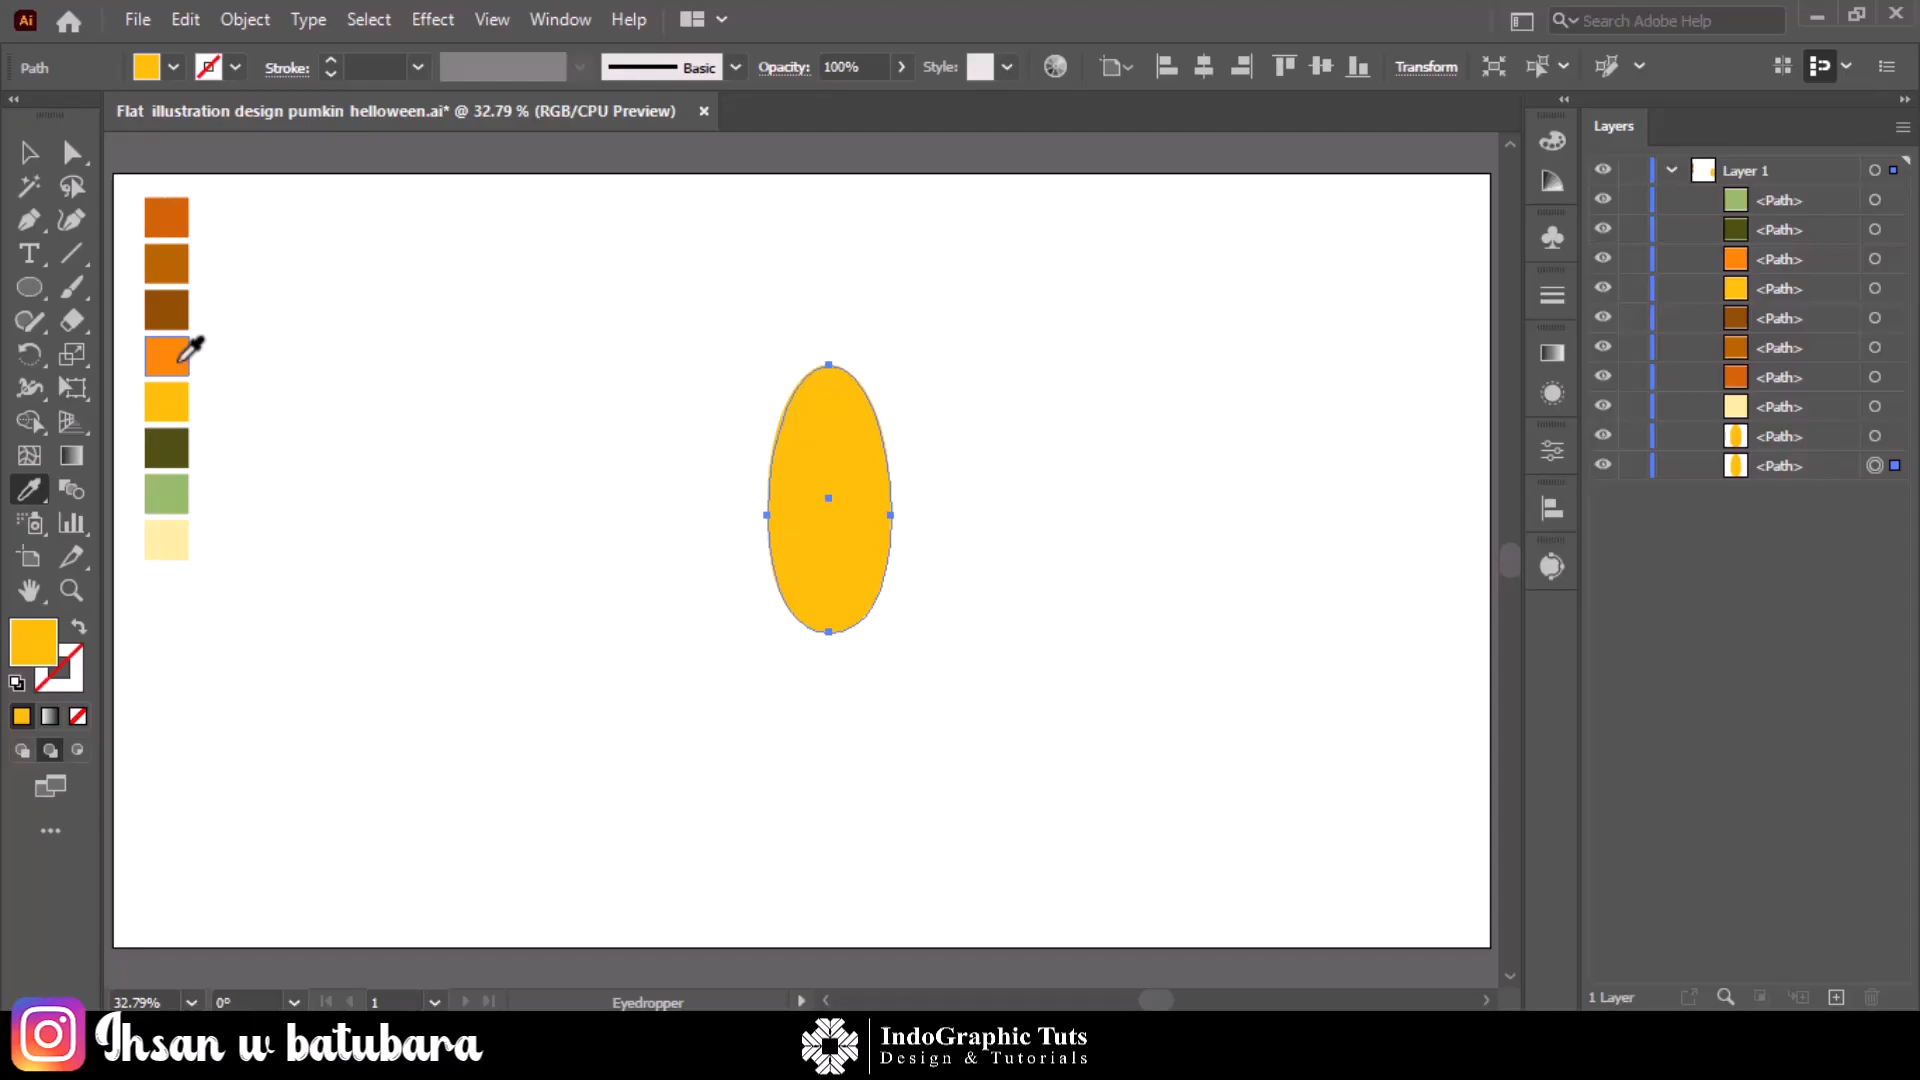 Ai File Edit Object Type Select Effect View Window Help Search Adobe Help
Path Stroke: Basic Opacity: 100% Style: Transform
Flat illustration design pumkin helloween.ai* @ 32.79 % (RGB/CPU Preview) ×
Layers
Layer 1
<Path>
<Path>
<Path>
<Path>
<Path>
<Path>
<Path>
<Path>
<Path>
<Path>
32.79% 0° 1 Eyedropper
1 Layer
Ihsan w batubara
IndoGraphic Tuts
Design & Tutorials